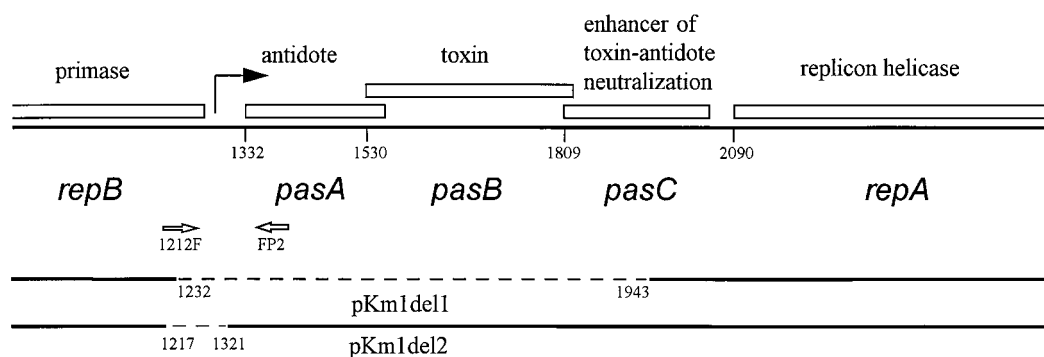 primase
antidote
toxin
enhancer of
toxin-antidote
neutralization
replicon helicase
1332
1530
1809
2090
repB
pasA
pasB
pasC
repA
1212F
FP2
1232
1943
pKm1del1
1217
1321
pKm1del2